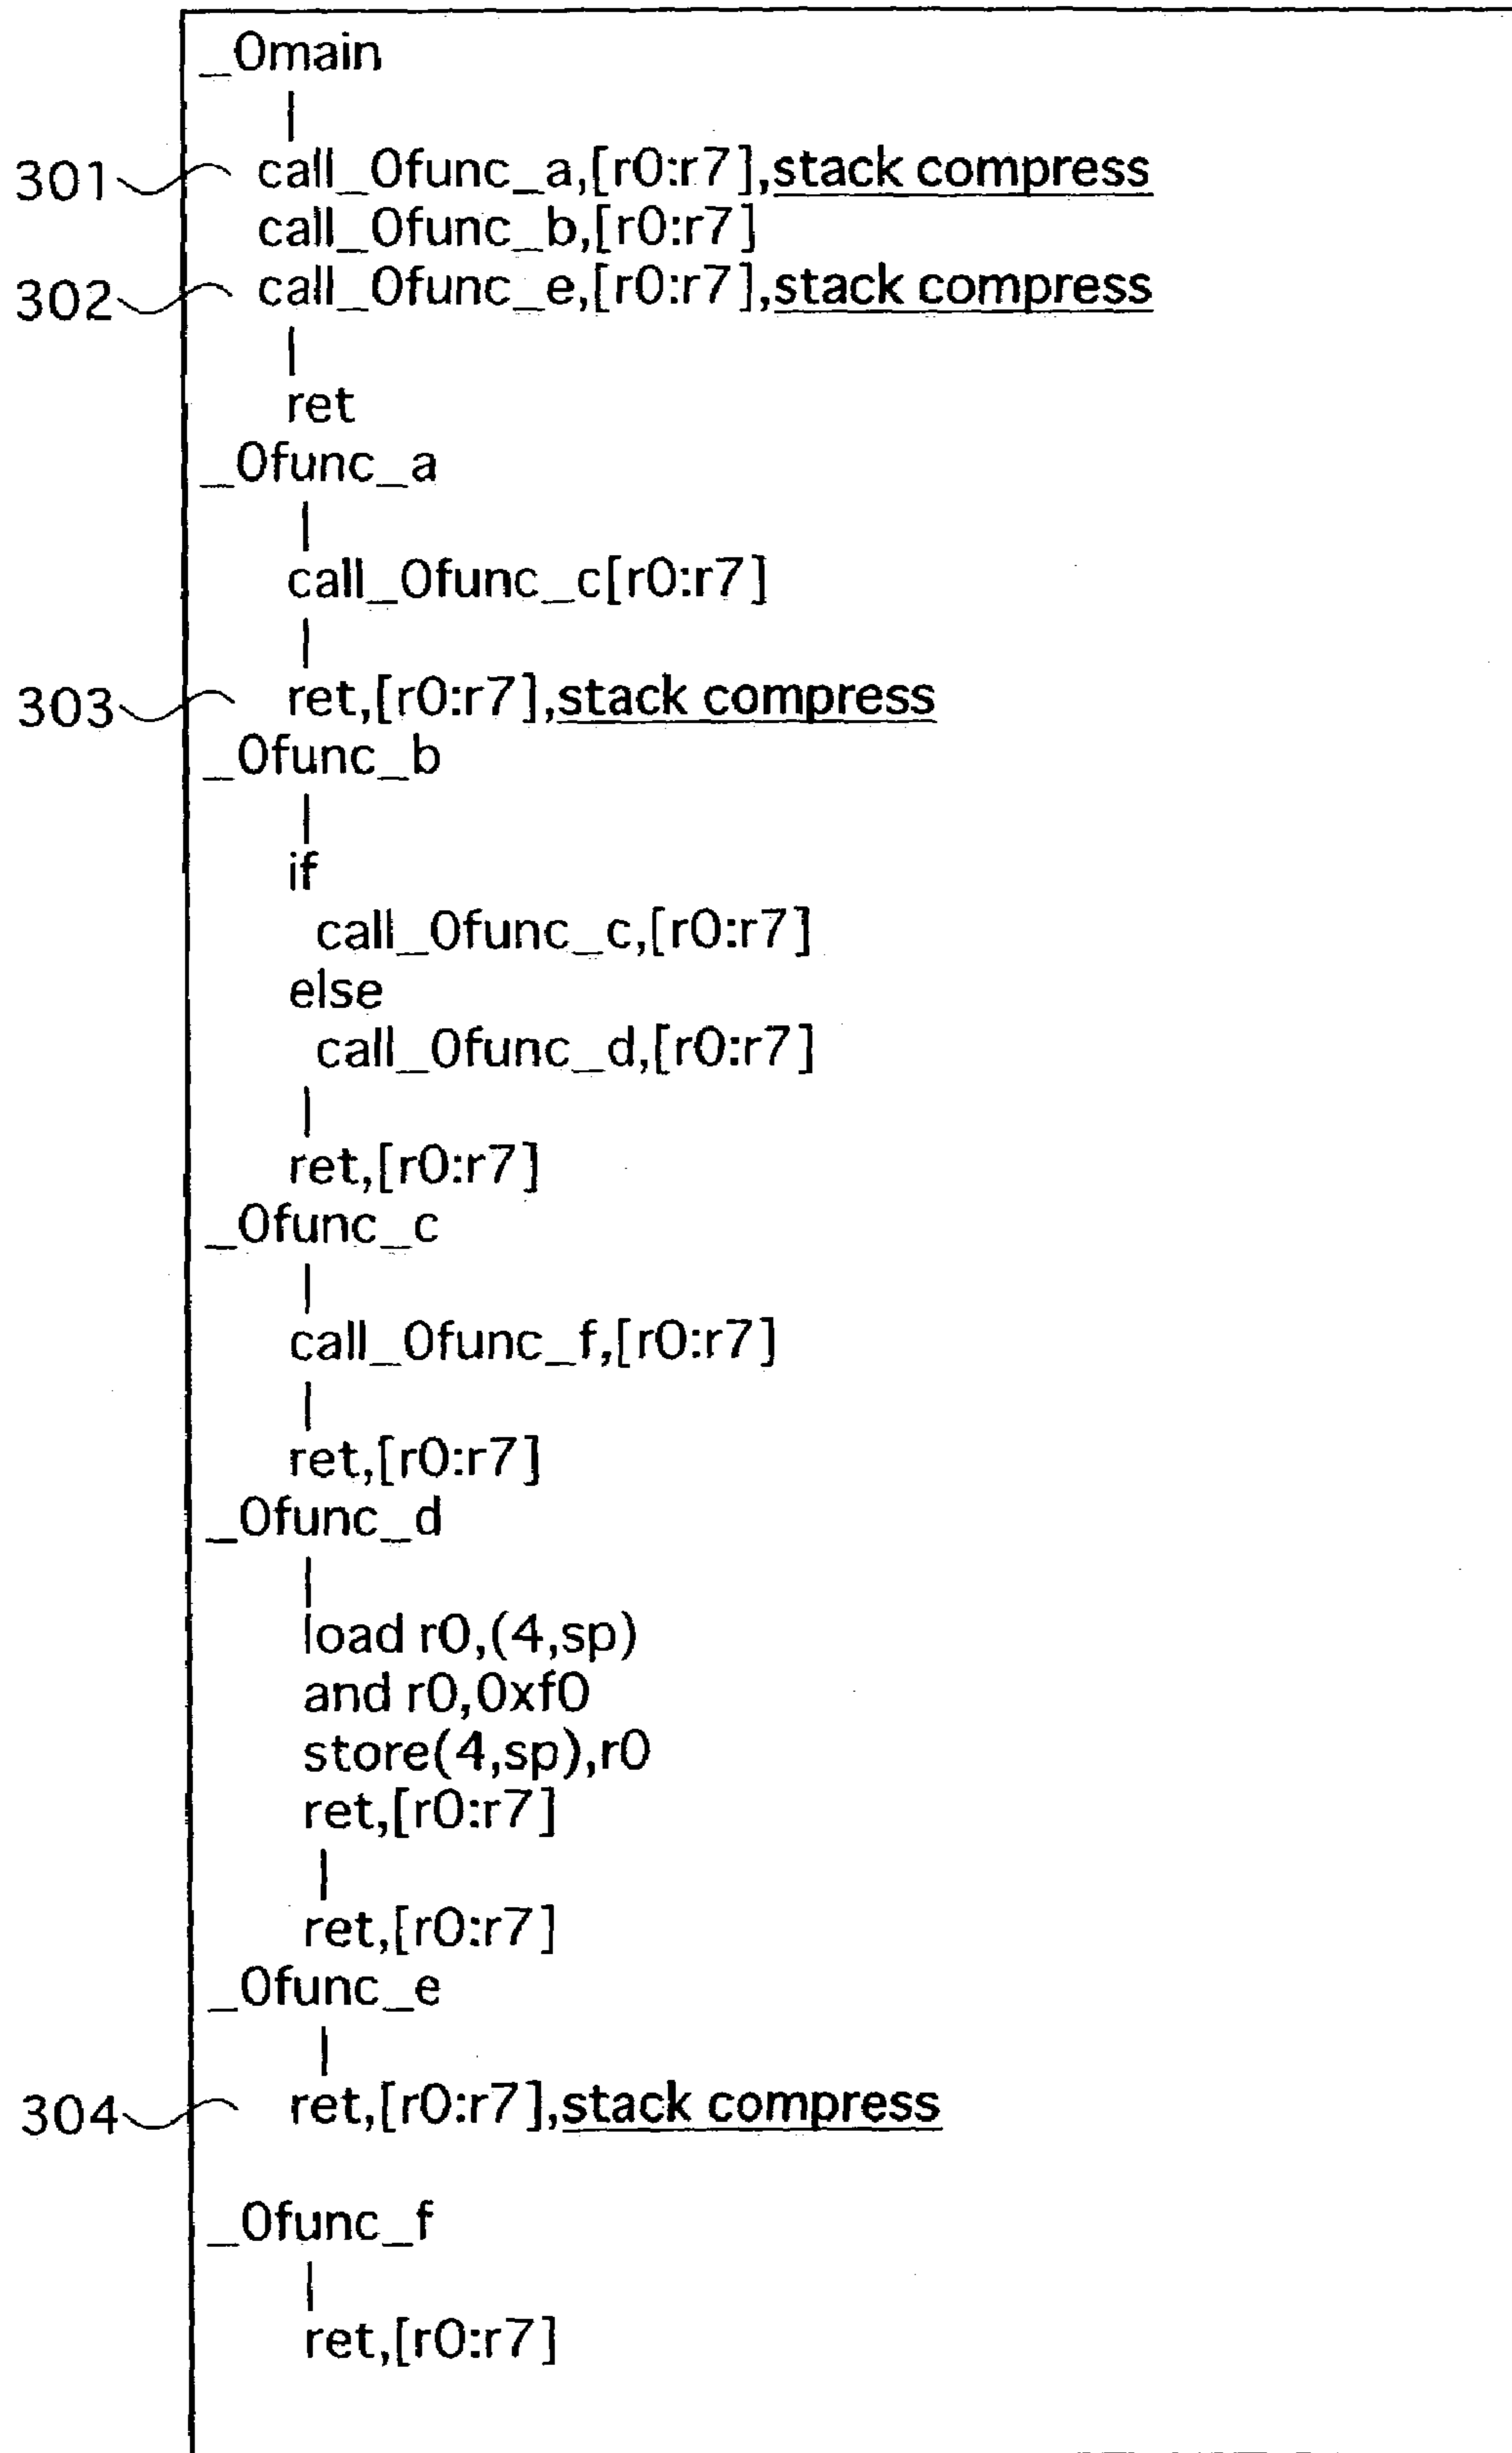 _0main
|
301 call_0func_a,[r0:r7],stack compress
call_0func_b,[r0:r7]
302 call_0func_e,[r0:r7],stack compress
|
ret
_0func_a
|
call_0func_c[r0:r7]
|
303 ret,[r0:r7],stack compress
_0func_b
|
if
call_0func_c,[r0:r7]
else
call_0func_d,[r0:r7]
|
ret,[r0:r7]
_0func_c
|
call_0func_f,[r0:r7]
|
ret,[r0:r7]
_0func_d
|
load r0,(4,sp)
and r0,0xf0
store(4,sp),r0
ret,[r0:r7]
|
ret,[r0:r7]
_0func_e
|
304 ret,[r0:r7],stack compress
_0func_f
|
ret,[r0:r7]